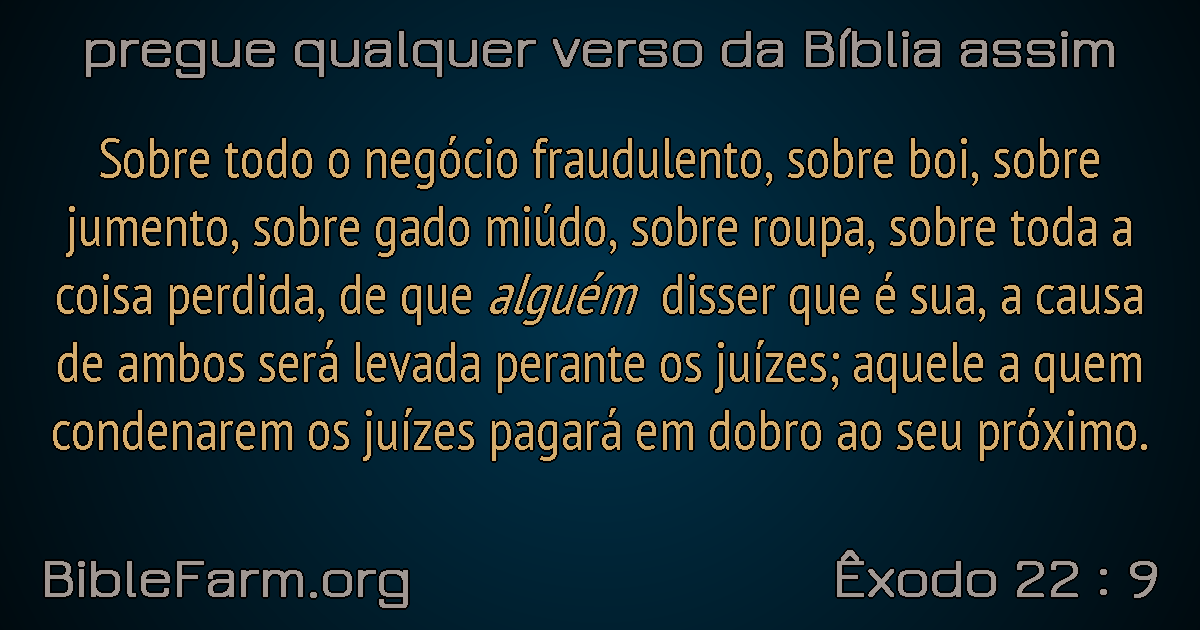 pregue qualquer verso da Bíblia assim
Sobre todo o negócio fraudulento, sobre boi, sobre
jumento, sobre gado miúdo, sobre roupa, sobre toda a
coisa perdida, de que alguém disser que é sua, a causa
de ambos será levada perante os juízes; aquele a quem
condenarem os juízes pagará em dobro ao seu próximo.
BibleFarm.org
Êxodo 22 : 9